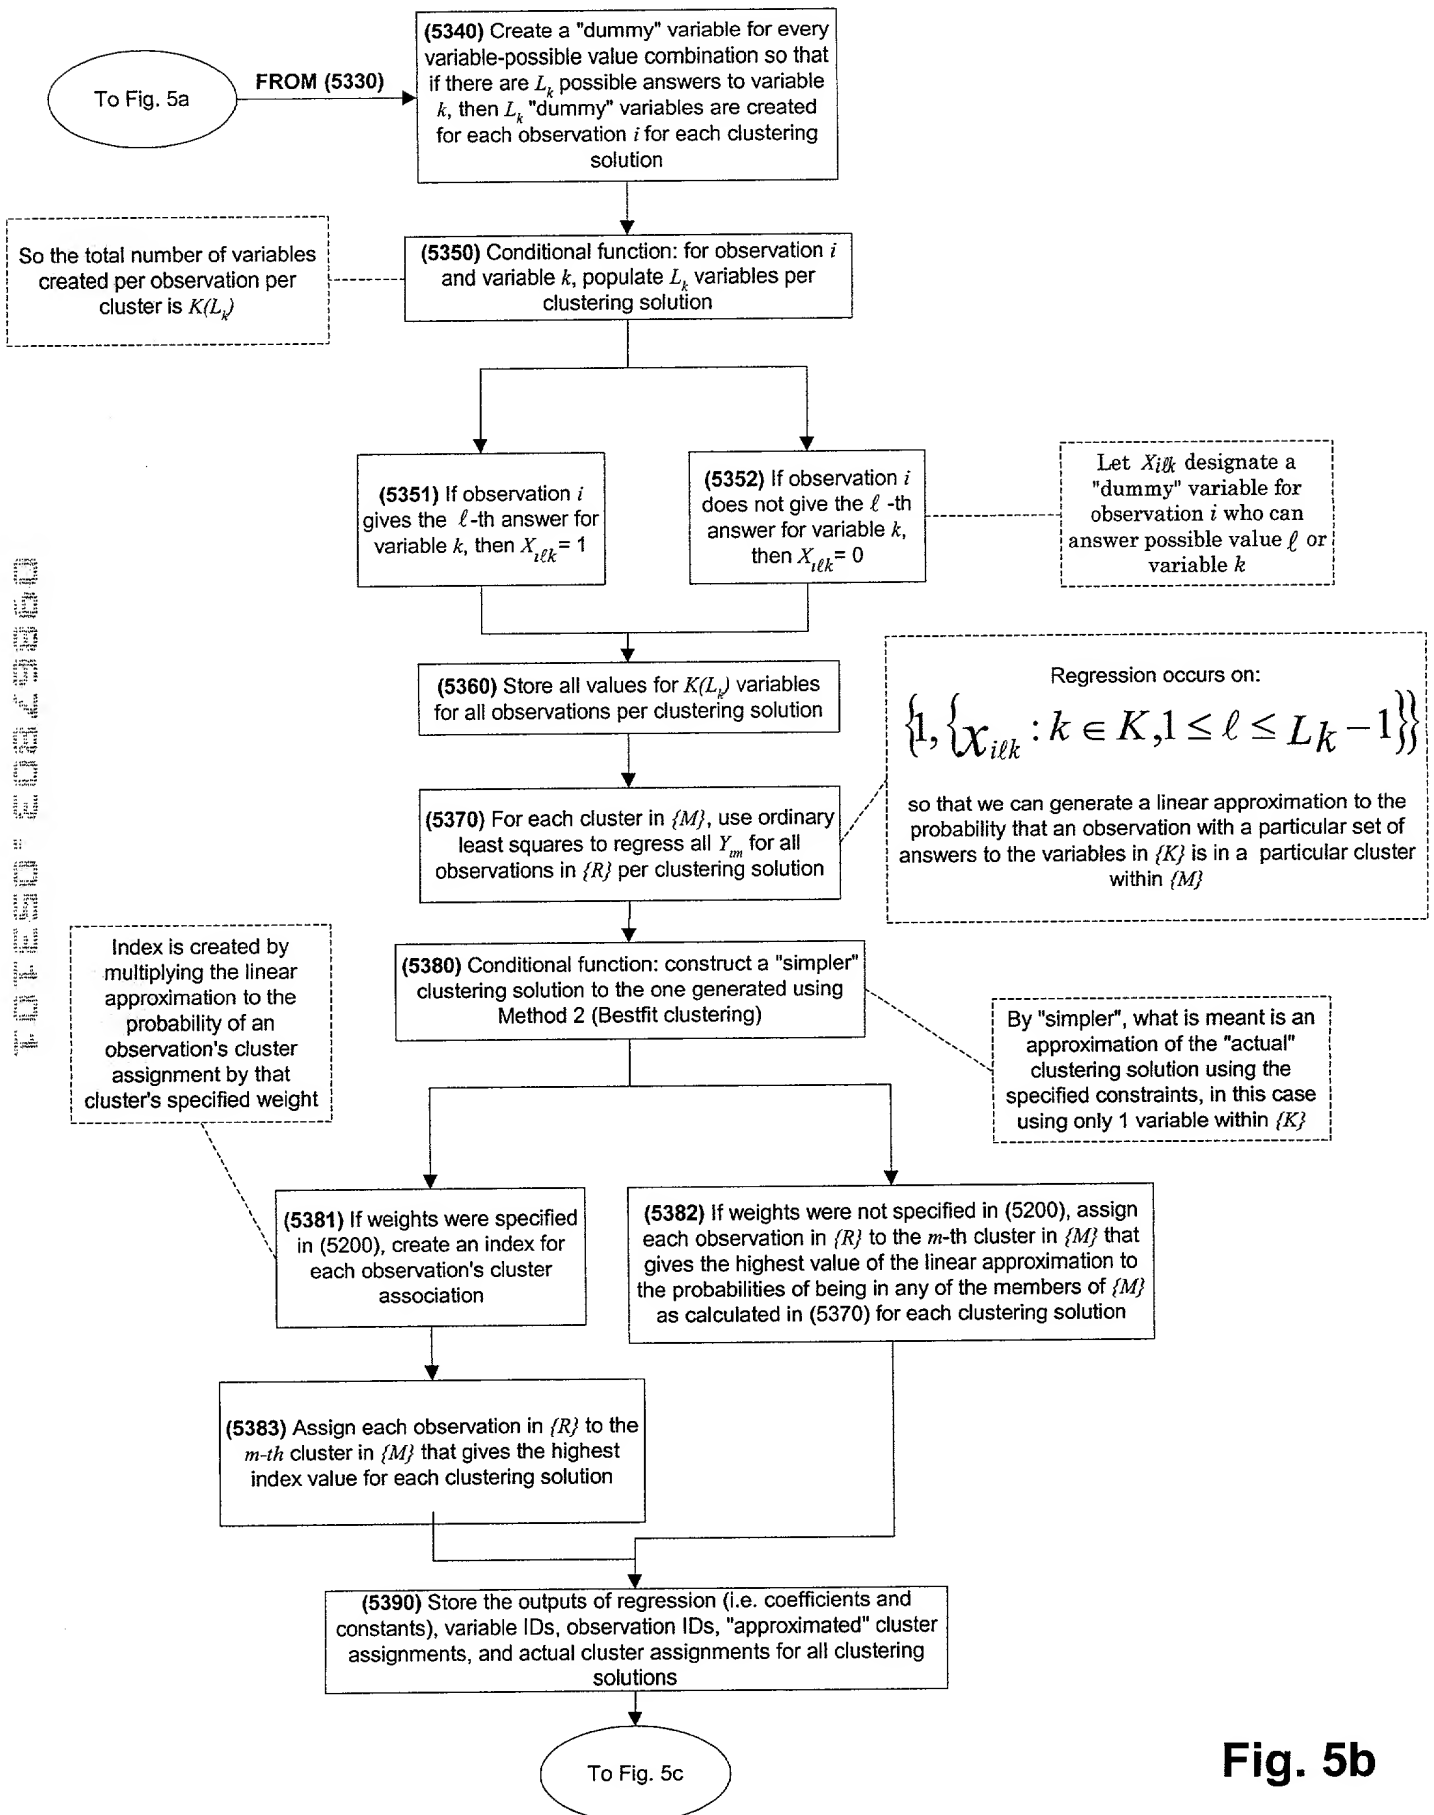 To Fig. 5a
FROM (5330)
(5340) Create a "dummy" variable for every
variable-possible value combination so that
if there are Lk possible answers to variable
k, then Lk "dummy" variables are created
for each observation i for each clustering
solution
So the total number of variables
created per observation per
cluster is K(Lk)
(5350) Conditional function: for observation i
and variable k, populate Lk variables per
clustering solution
(5351) If observation i
gives the ℓ-th answer for
variable k, then Xiℓk= 1
(5352) If observation i
does not give the ℓ -th
answer for variable k,
then Xiℓk= 0
Let Xiℓk designate a
"dummy" variable for
observation i who can
answer possible value ℓ or
variable k
(5360) Store all values for K(Lk) variables
for all observations per clustering solution
Regression occurs on:
{1, {xiℓk : k ∈ K,1 ≤ ℓ ≤ Lk − 1}}
so that we can generate a linear approximation to the
probability that an observation with a particular set of
answers to the variables in {K} is in a particular cluster
within {M}
(5370) For each cluster in {M}, use ordinary
least squares to regress all Yim for all
observations in {R} per clustering solution
Index is created by
multiplying the linear
approximation to the
probability of an
observation's cluster
assignment by that
cluster's specified weight
(5380) Conditional function: construct a "simpler"
clustering solution to the one generated using
Method 2 (Bestfit clustering)
By "simpler", what is meant is an
approximation of the "actual"
clustering solution using the
specified constraints, in this case
using only 1 variable within {K}
(5381) If weights were specified
in (5200), create an index for
each observation's cluster
association
(5382) If weights were not specified in (5200), assign
each observation in {R} to the m-th cluster in {M} that
gives the highest value of the linear approximation to
the probabilities of being in any of the members of {M}
as calculated in (5370) for each clustering solution
(5383) Assign each observation in {R} to the
m-th cluster in {M} that gives the highest
index value for each clustering solution
(5390) Store the outputs of regression (i.e. coefficients and
constants), variable IDs, observation IDs, "approximated" cluster
assignments, and actual cluster assignments for all clustering
solutions
To Fig. 5c
Fig. 5b